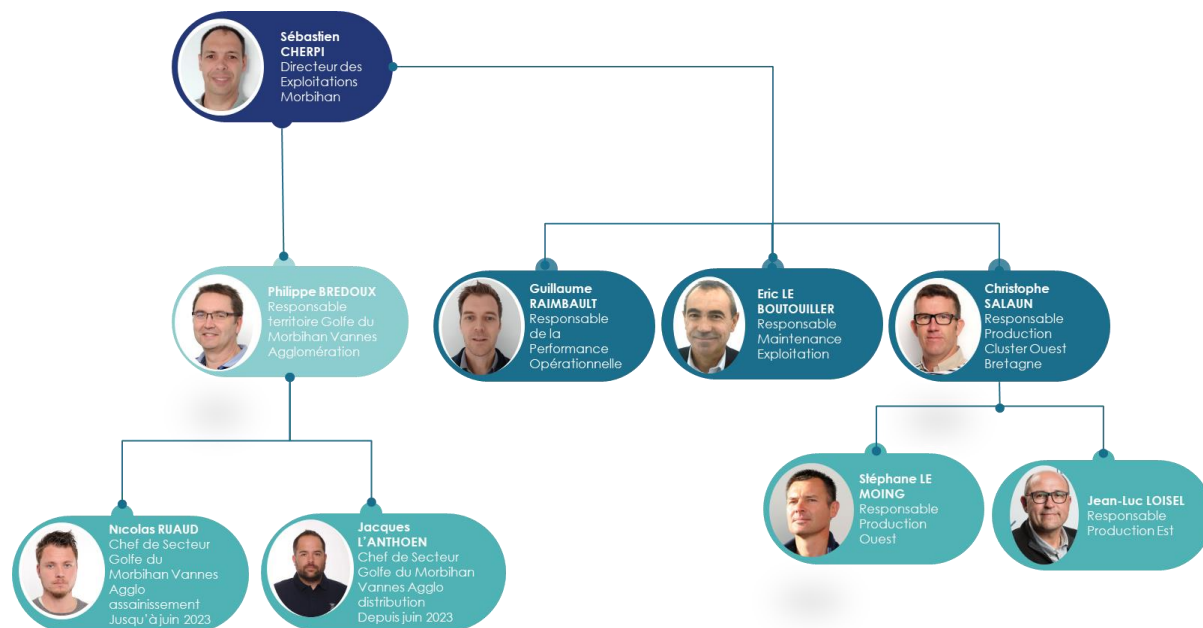 Sébastien
CHERPI
Directeur des
Exploitations
Morbihan
Philippe BREDOUX
Responsable
territoire Golfe du
Morbihan Vannes
Agglomération
Guillaume
RAIMBAULT
Responsable
de la
Performance
Opérationnelle
Eric LE
BOUTOUILLER
Responsable
Maintenance
Exploitation
Christophe
SALAUN
Responsable
Production
Cluster Ouest
Bretagne
Nicolas RUAUD
Chef de Secteur
Golfe du
Morbihan Vannes
Agglo
assainissement
Jusqu'à juin 2023
Jacques
L'ANTHOEN
Chef de Secteur
Golfe du Morbihan
Vannes Agglo
distribution
Depuis juin 2023
Stéphane LE
MOING
Responsable
Production
Ouest
Jean-Luc LOISEL
Responsable
Production Est